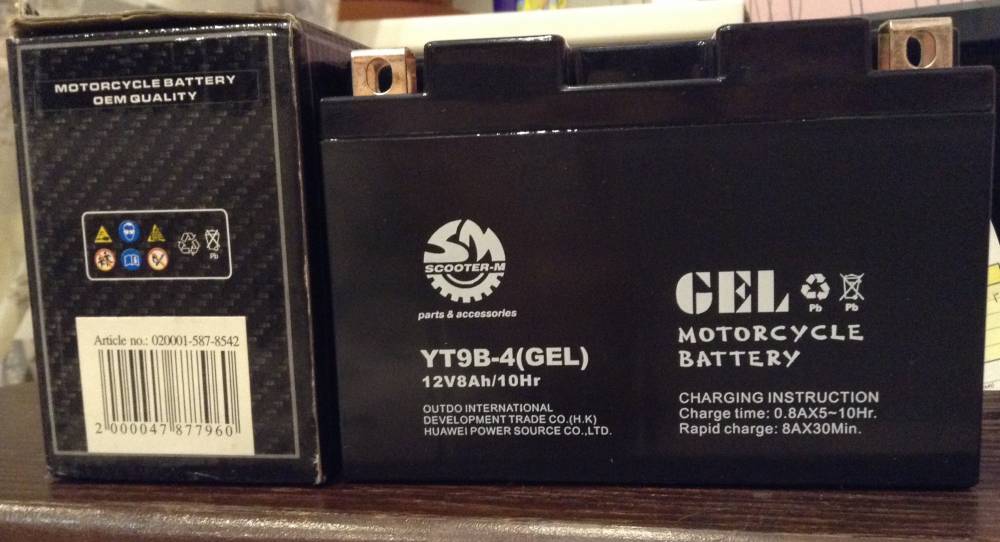 MOTORCYCLE BATTERY
OEM QUALITY
Pb
Article no.: 020001-587-8542
2 000047 877960
SM
SCOOTER-M
parts & accessories
YT9B-4(GEL)
12V8Ah/10Hr
OUTDO INTERNATIONAL
DEVELOPMENT TRADE CO.(H.K)
HUAWEI POWER SOURCE CO.,LTD.
GEL
Pb Pb
MOTORCYCLE
BATTERY
CHARGING INSTRUCTION
Charge time: 0.8AX5~10Hr.
Rapid charge: 8AX30Min.